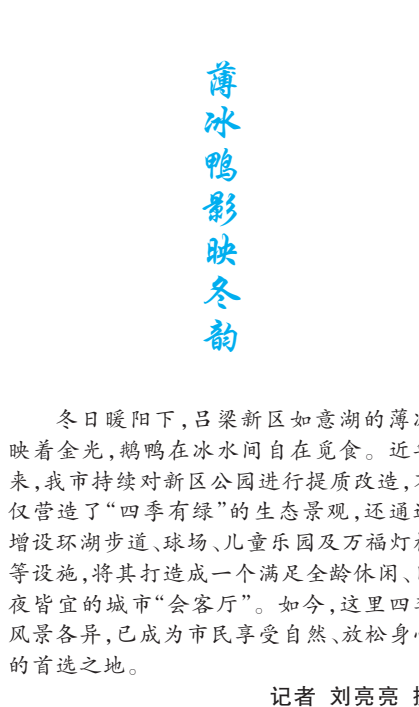 薄冰鸭影映冬韵
冬日暖阳下,吕梁新区如意湖的薄
映着金光,鹅鸭在冰水间自在觅食。近
来,我市持续对新区公园进行提质改造,
仅营造了“四季有绿”的生态景观,还通
增设环湖步道、球场、儿童乐园及万福灯
等设施,将其打造成一个满足全龄休闲、
夜皆宜的城市“会客厅”。如今,这里四
风景各异,已成为市民享受自然、放松身
的首选之地。
记者 刘亮亮